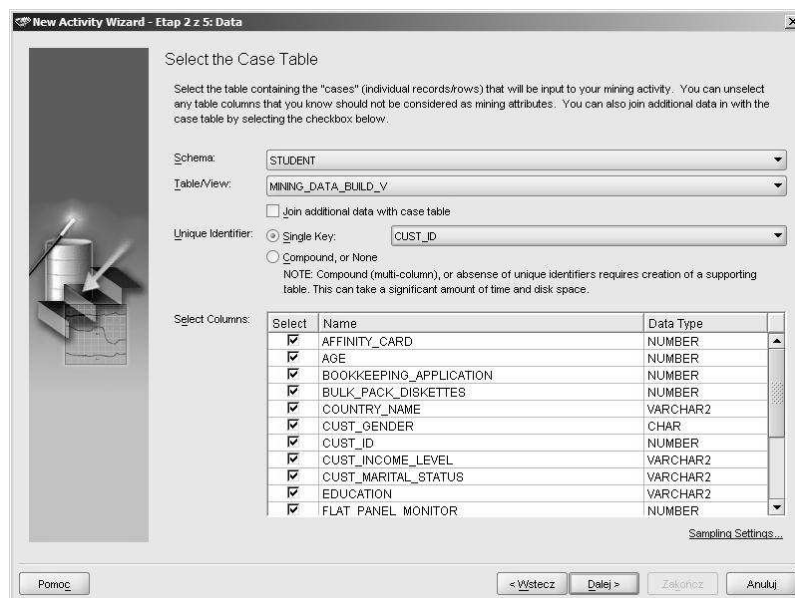 New Activity Wizard - Etap 2 z 5: Data
Select the Case Table
Select the table containing the "cases" (individual records/rows) that will be input to your mining activity. You can unselect
any table columns that you know should not be considered as mining attributes. You can also join additional data in with the
case table by selecting the checkbox below.
Schema: STUDENT
Table/View: MINING_DATA_BUILD_V
Join additional data with case table
Unique Identifier: Single Key: CUST_ID
Compound, or None
NOTE: Compound (multi-column), or absence of unique identifiers requires creation of a supporting
table. This can take a significant amount of time and disk space.
Select Columns: Select Name Data Type
AFFINITY_CARD NUMBER
AGE NUMBER
BOOKKEEPING_APPLICATION NUMBER
BULK_PACK_DISKETTES NUMBER
COUNTRY_NAME VARCHAR2
CUST_GENDER CHAR
CUST_ID NUMBER
CUST_INCOME_LEVEL VARCHAR2
CUST_MARITAL_STATUS VARCHAR2
EDUCATION VARCHAR2
FLAT_PANEL_MONITOR NUMBER
Sampling Settings...
Pomoc < Wstecz Dalej > Zakończ Anuluj